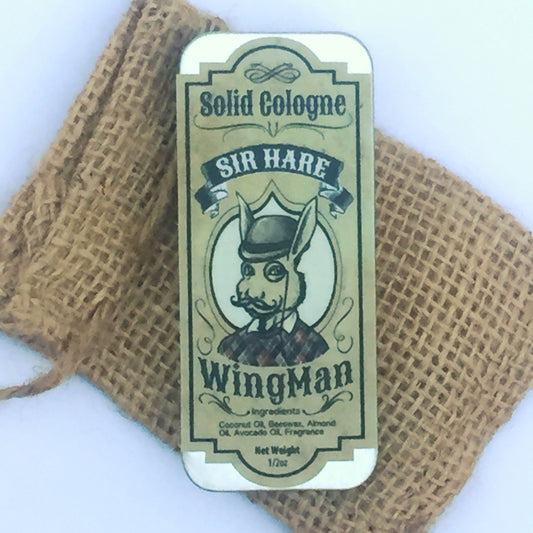 Solid Cologne
SIR HARE
WingMan
Ingredients
Coconut Oil, Beeswax, Almond
Oil, Avocado Oil, Fragrance
Net Weight
1/2oz